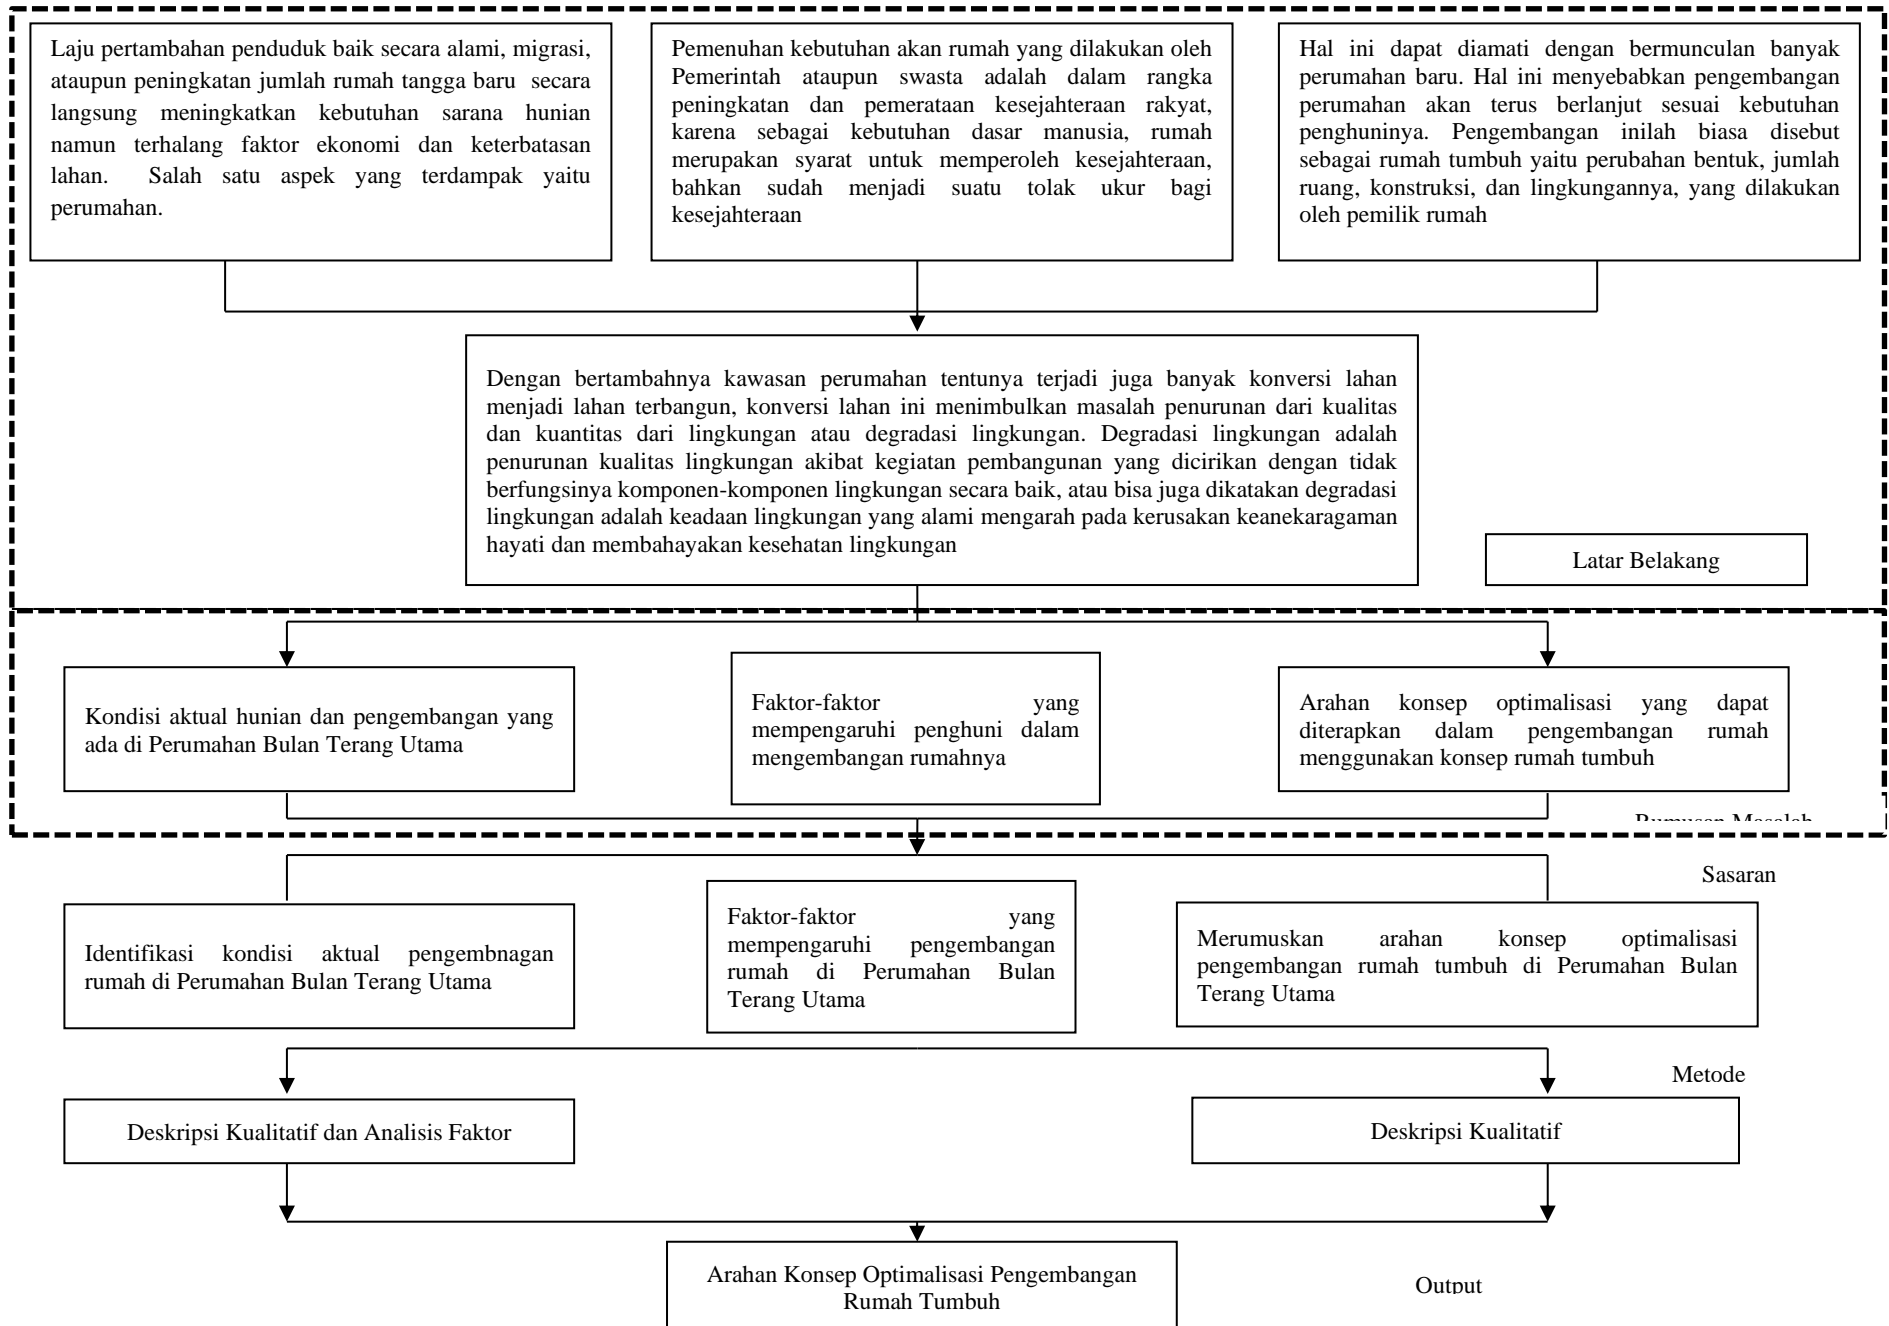 Laju pertambahan penduduk baik secara alami, migrasi,
ataupun peningkatan jumlah rumah tangga baru secara
langsung meningkatkan kebutuhan sarana hunian
namun terhalang faktor ekonomi dan keterbatasan
lahan. Salah satu aspek yang terdampak yaitu
perumahan.
Pemenuhan kebutuhan akan rumah yang dilakukan oleh
Pemerintah ataupun swasta adalah dalam rangka
peningkatan dan pemerataan kesejahteraan rakyat,
karena sebagai kebutuhan dasar manusia, rumah
merupakan syarat untuk memperoleh kesejahteraan,
bahkan sudah menjadi suatu tolak ukur bagi
kesejahteraan
Hal ini dapat diamati dengan bermunculan banyak
perumahan baru. Hal ini menyebabkan pengembangan
perumahan akan terus berlanjut sesuai kebutuhan
penghuninya. Pengembangan inilah biasa disebut
sebagai rumah tumbuh yaitu perubahan bentuk, jumlah
ruang, konstruksi, dan lingkungannya, yang dilakukan
oleh pemilik rumah
Dengan bertambahnya kawasan perumahan tentunya terjadi juga banyak konversi lahan
menjadi lahan terbangun, konversi lahan ini menimbulkan masalah penurunan dari kualitas
dan kuantitas dari lingkungan atau degradasi lingkungan. Degradasi lingkungan adalah
penurunan kualitas lingkungan akibat kegiatan pembangunan yang dicirikan dengan tidak
berfungsinya komponen-komponen lingkungan secara baik, atau bisa juga dikatakan degradasi
lingkungan adalah keadaan lingkungan yang alami mengarah pada kerusakan keanekaragaman
hayati dan membahayakan kesehatan lingkungan
Latar Belakang
Kondisi aktual hunian dan pengembangan yang
ada di Perumahan Bulan Terang Utama
Faktor-faktor yang
mempengaruhi penghuni dalam
mengembangan rumahnya
Arahan konsep optimalisasi yang dapat
diterapkan dalam pengembangan rumah
menggunakan konsep rumah tumbuh
Rumusan Masalah
Sasaran
Identifikasi kondisi aktual pengembnagan
rumah di Perumahan Bulan Terang Utama
Faktor-faktor yang
mempengaruhi pengembangan
rumah di Perumahan Bulan
Terang Utama
Merumuskan arahan konsep optimalisasi
pengembangan rumah tumbuh di Perumahan Bulan
Terang Utama
Metode
Deskripsi Kualitatif dan Analisis Faktor
Deskripsi Kualitatif
Arahan Konsep Optimalisasi Pengembangan
Rumah Tumbuh
Output